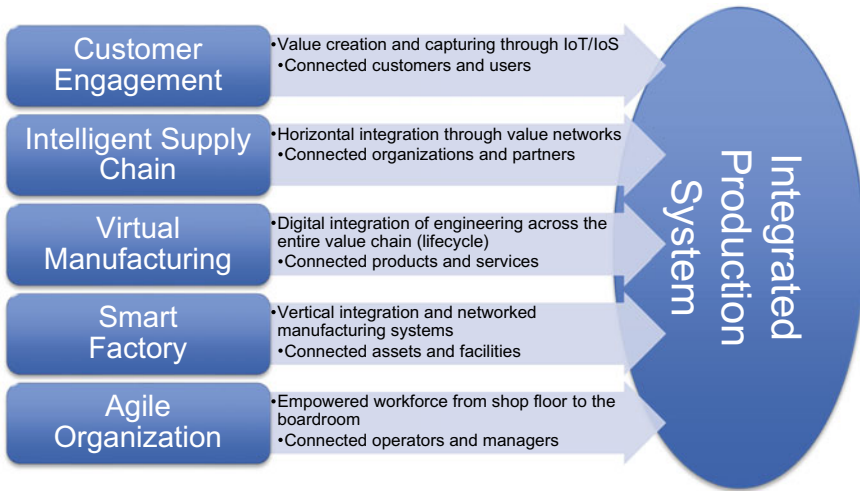 Customer
Engagement
•Value creation and capturing through IoT/IoS
•Connected customers and users
Intelligent Supply
Chain
•Horizontal integration through value networks
•Connected organizations and partners
Virtual
Manufacturing
•Digital integration of engineering across the
entire value chain (lifecycle)
•Connected products and services
Smart
Factory
•Vertical integration and networked
manufacturing systems
•Connected assets and facilities
Agile
Organization
•Empowered workforce from shop floor to the
boardroom
•Connected operators and managers
Integrated
Production
System